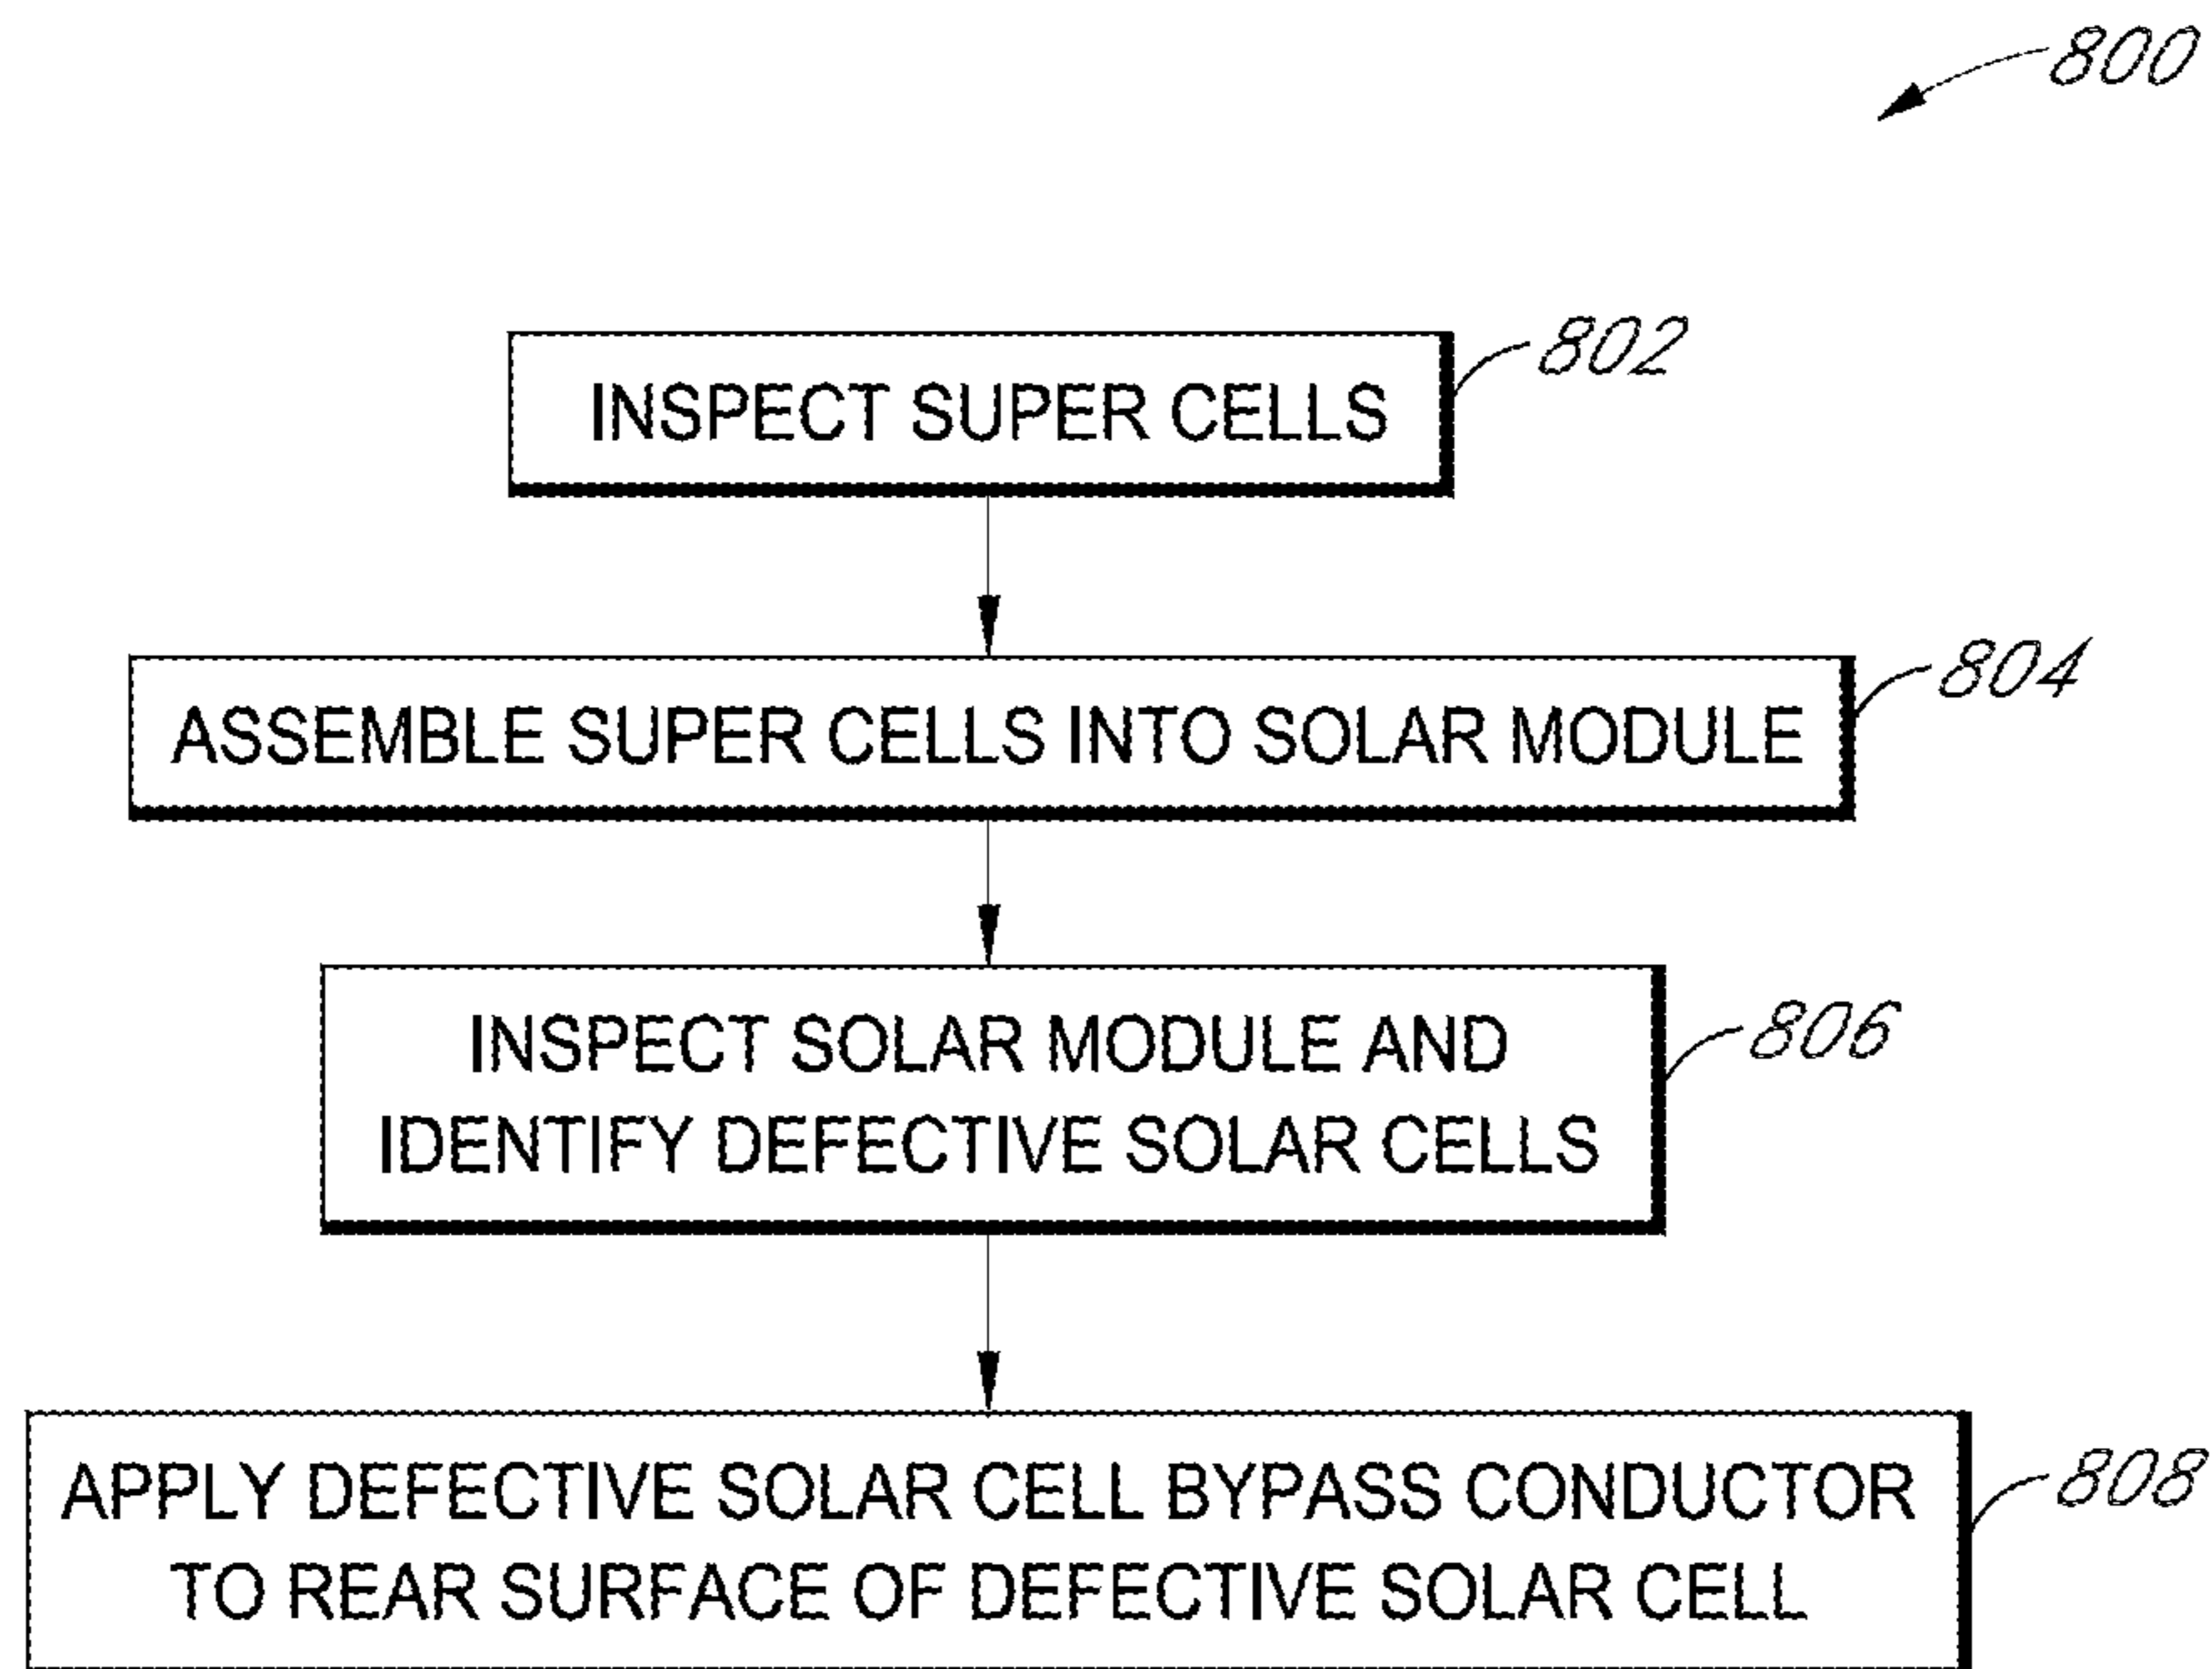 800
INSPECT SUPER CELLS
802
ASSEMBLE SUPER CELLS INTO SOLAR MODULE
804
INSPECT SOLAR MODULE AND
IDENTIFY DEFECTIVE SOLAR CELLS
806
APPLY DEFECTIVE SOLAR CELL BYPASS CONDUCTOR
TO REAR SURFACE OF DEFECTIVE SOLAR CELL
808